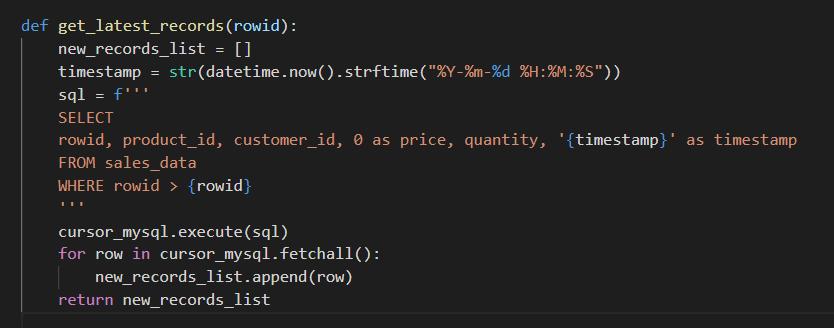 def get_latest_records(rowid):
    new_records_list = []
    timestamp = str(datetime.now().strftime("%Y-%m-%d %H:%M:%S"))
    sql = f'''
    SELECT
    rowid, product_id, customer_id, 0 as price, quantity, '{timestamp}' as timestamp
    FROM sales_data
    WHERE rowid > {rowid}
    '''
    cursor_mysql.execute(sql)
    for row in cursor_mysql.fetchall():
        new_records_list.append(row)
    return new_records_list